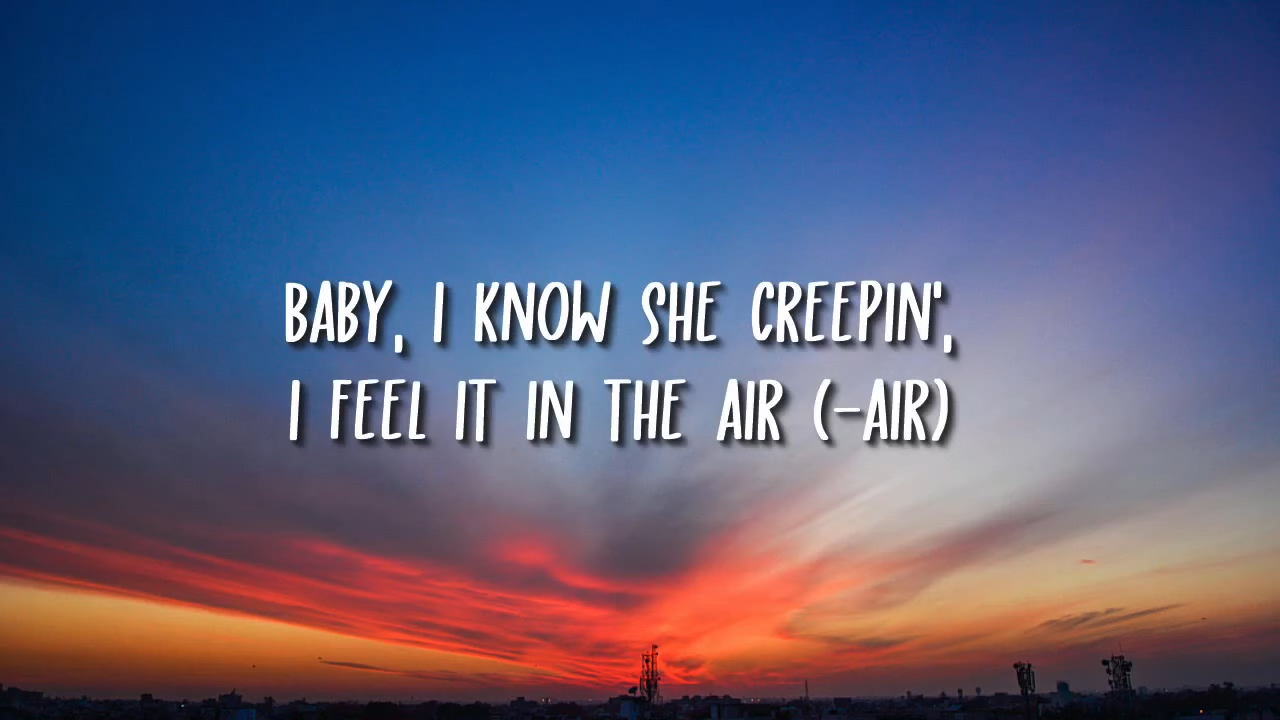 BABY, I KNOW SHE CREEPIN',
I FEEL IT IN THE AIR (-AIR)